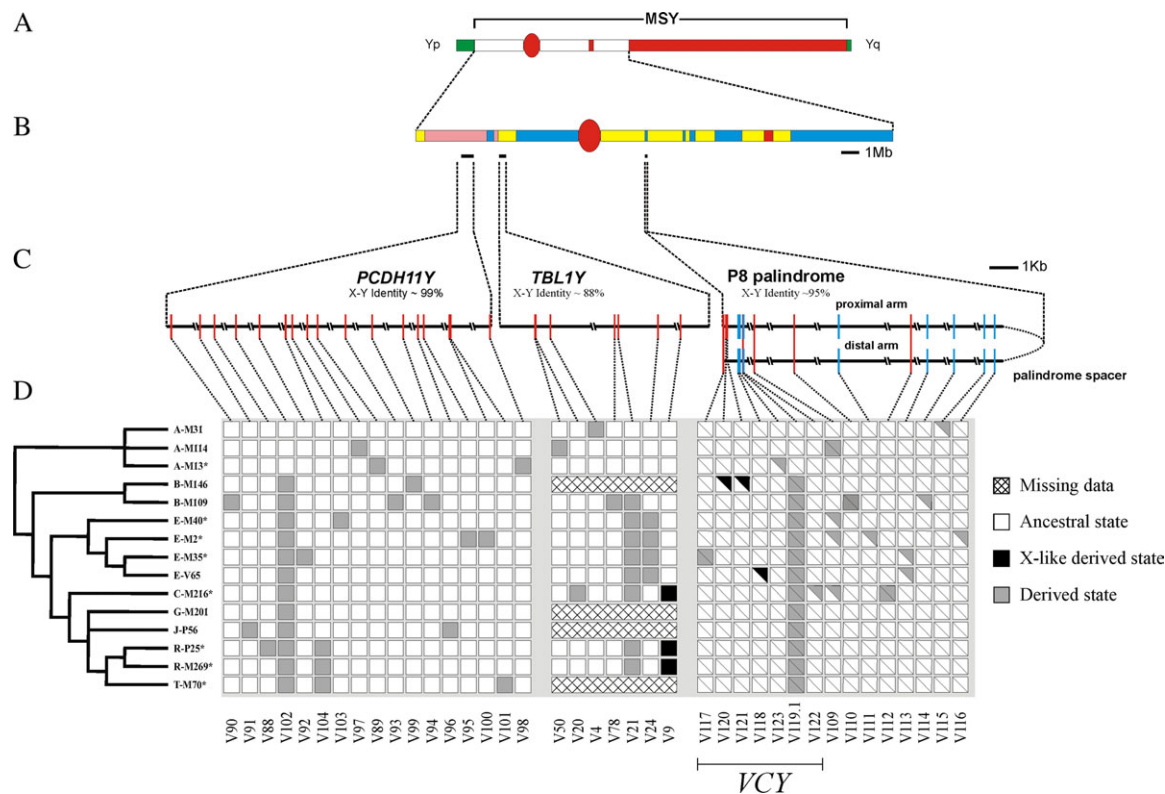 A
MSY
Yp
Yq
B
1Mb
C
1Kb
PCDH11Y
X-Y Identity ~ 99%
TBL1Y
X-Y Identity ~ 88%
P8 palindrome
X-Y Identity ~95%
proximal arm
distal arm
palindrome spacer
D
A-M31
A-M114
A-M13*
B-M146
B-M109
E-M40*
E-M2*
E-M35*
E-V65
C-M216*
G-M201
J-P56
R-P25*
R-M269*
T-M70*
Missing data
Ancestral state
X-like derived state
Derived state
V90 V91 V88 V102 V92 V104 V103 V97 V89 V93 V99 V94 V96 V95 V100 V101 V98 V50 V20 V4 V78 V21 V24 V9 V117 V120 V121 V118 V123 V119.1 V122 V109 V110 V111 V112 V113 V114 V115 V116
VCY